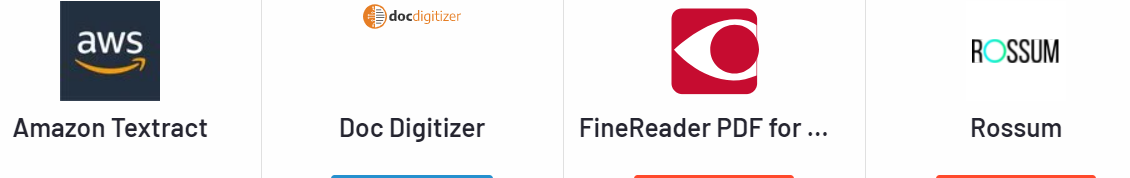 aws
docdigitizer
ROSSUM
Amazon Textract
Doc Digitizer
FineReader PDF for ...
Rossum